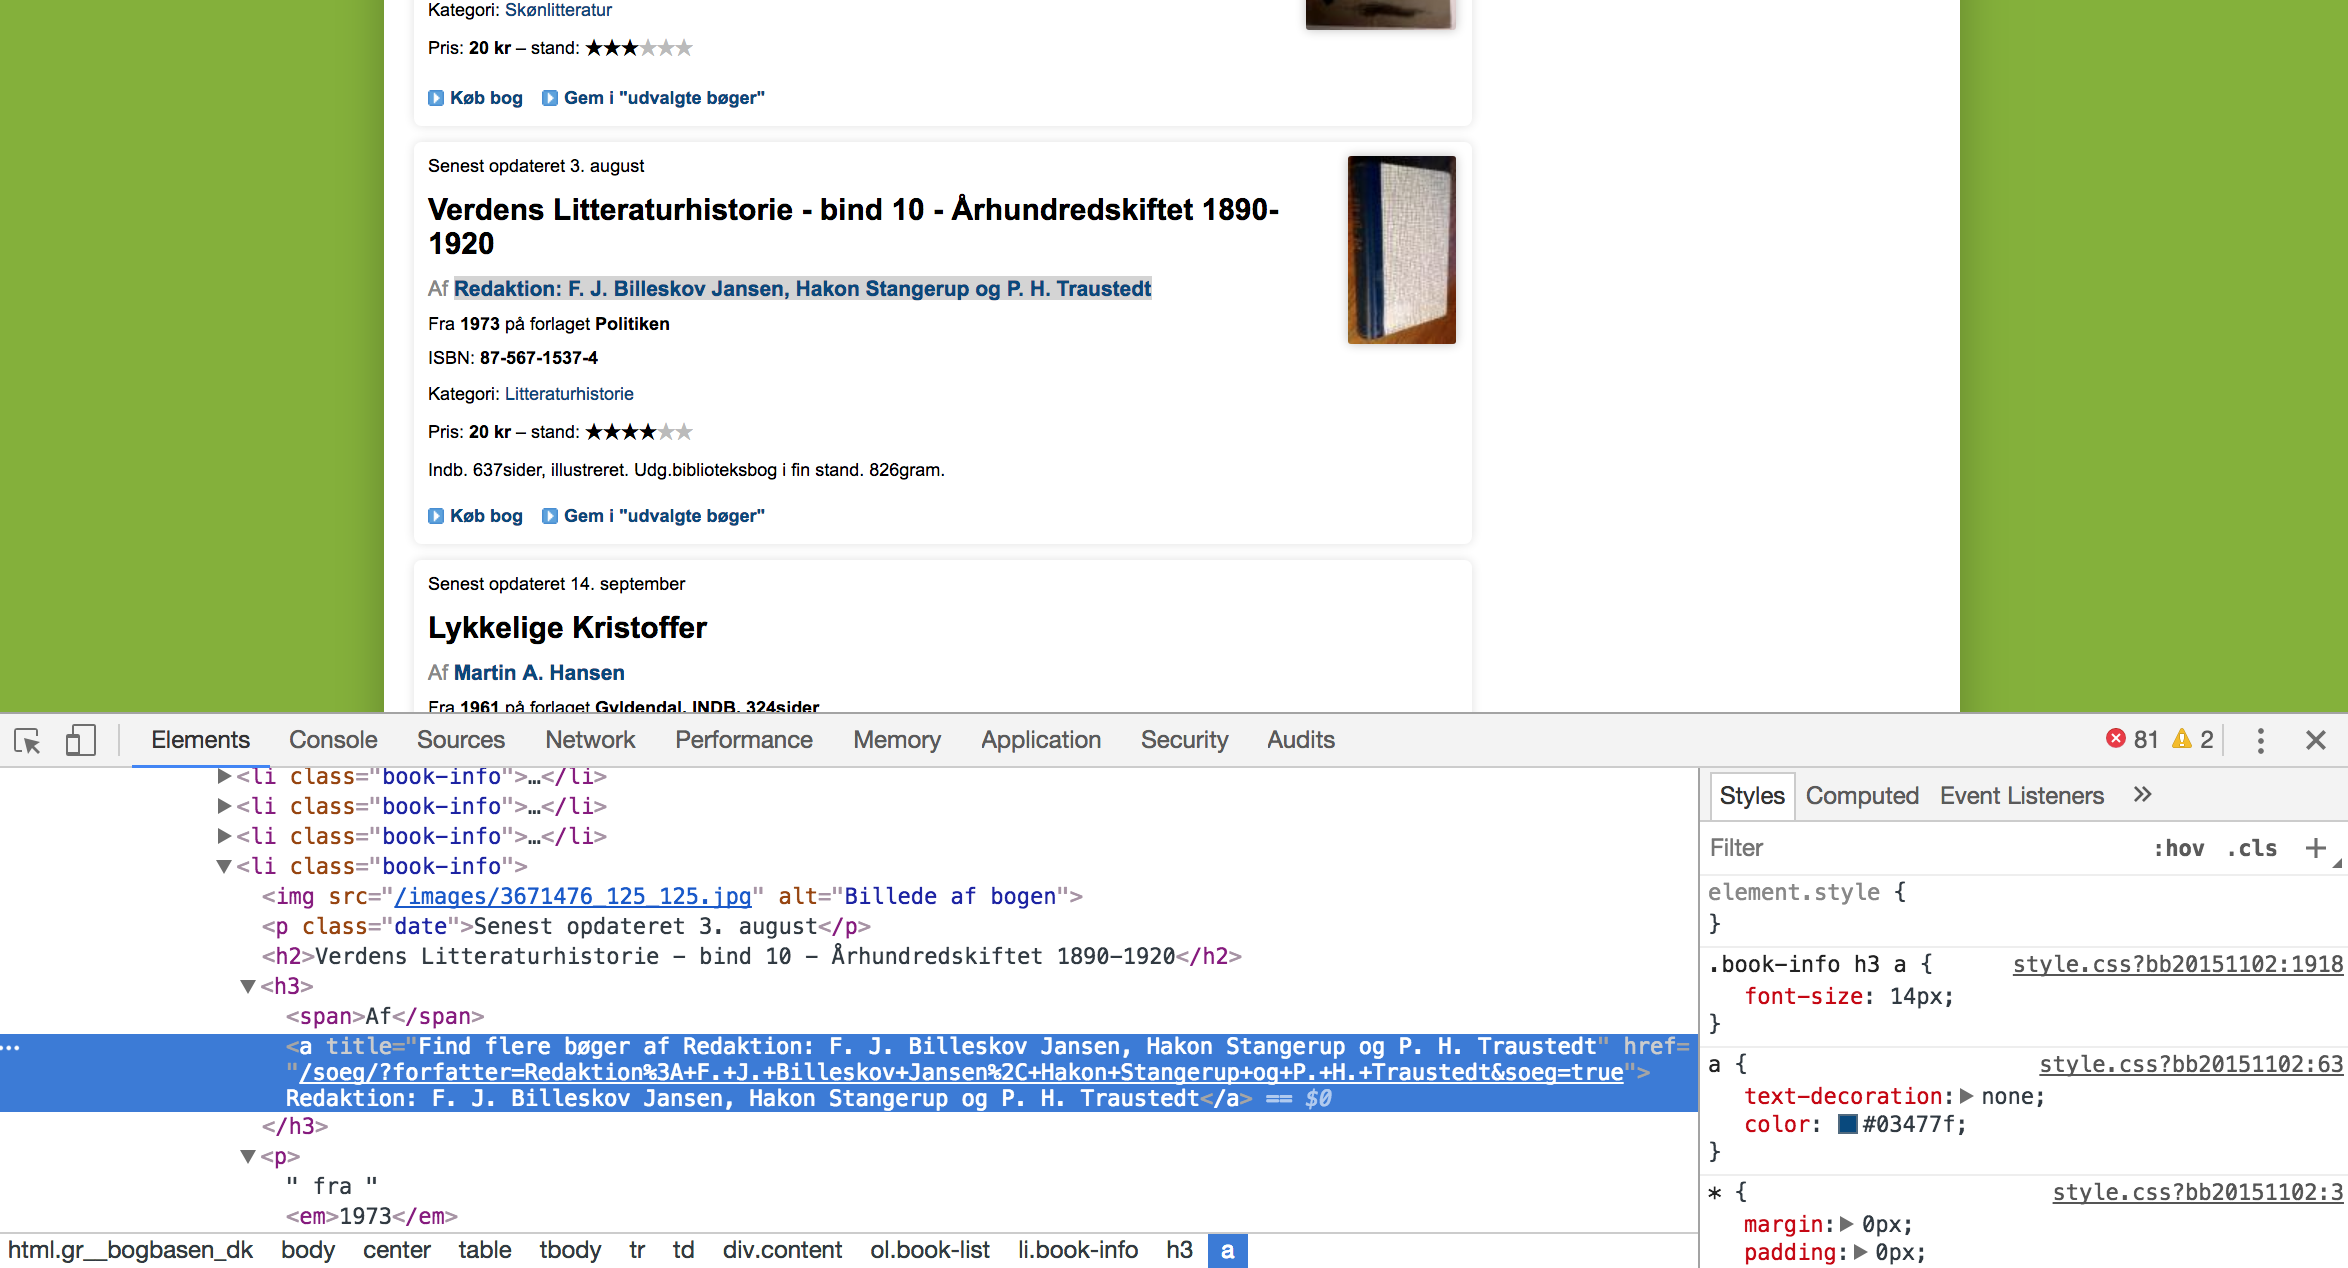 Kategori: Skønlitteratur
Pris: 20 kr – stand: ★★★★★★
Køb bog Gem i "udvalgte bøger"
Senest opdateret 3. august
Verdens Litteraturhistorie - bind 10 - Århundredskiftet 1890-
1920
Af Redaktion: F. J. Billeskov Jansen, Hakon Stangerup og P. H. Traustedt
Fra 1973 på forlaget Politiken
ISBN: 87-567-1537-4
Kategori: Litteraturhistorie
Pris: 20 kr – stand: ★★★★★★
Indb. 637sider, illustreret. Udg.biblioteksbog i fin stand. 826gram.
Køb bog Gem i "udvalgte bøger"
Senest opdateret 14. september
Lykkelige Kristoffer
Af Martin A. Hansen
Fra 1961 på forlaget Gyldendal. INDB. 324sider
Elements Console Sources Network Performance Memory Application Security Audits 81 2
<li class="book-info">…</li>
<li class="book-info">…</li>
<li class="book-info">…</li>
<li class="book-info">
<img src="/images/3671476_125_125.jpg" alt="Billede af bogen">
<p class="date">Senest opdateret 3. august</p>
<h2>Verdens Litteraturhistorie - bind 10 - Århundredskiftet 1890-1920</h2>
<h3>
<span>Af</span>
… <a title="Find flere bøger af Redaktion: F. J. Billeskov Jansen, Hakon Stangerup og P. H. Traustedt" href=
"/soeg/?forfatter=Redaktion%3A+F.+J.+Billeskov+Jansen%2C+Hakon+Stangerup+og+P.+H.+Traustedt&soeg=true">
Redaktion: F. J. Billeskov Jansen, Hakon Stangerup og P. H. Traustedt</a> == $0
</h3>
<p>
" fra "
<em>1973</em>
html.gr__bogbasen_dk body center table tbody tr td div.content ol.book-list li.book-info h3 a
Styles Computed Event Listeners »
Filter :hov .cls +
element.style {
}
.book-info h3 a { style.css?bb20151102:1918
font-size: 14px;
}
a { style.css?bb20151102:63
text-decoration: none;
color: #03477f;
}
* { style.css?bb20151102:3
margin: 0px;
padding: 0px;